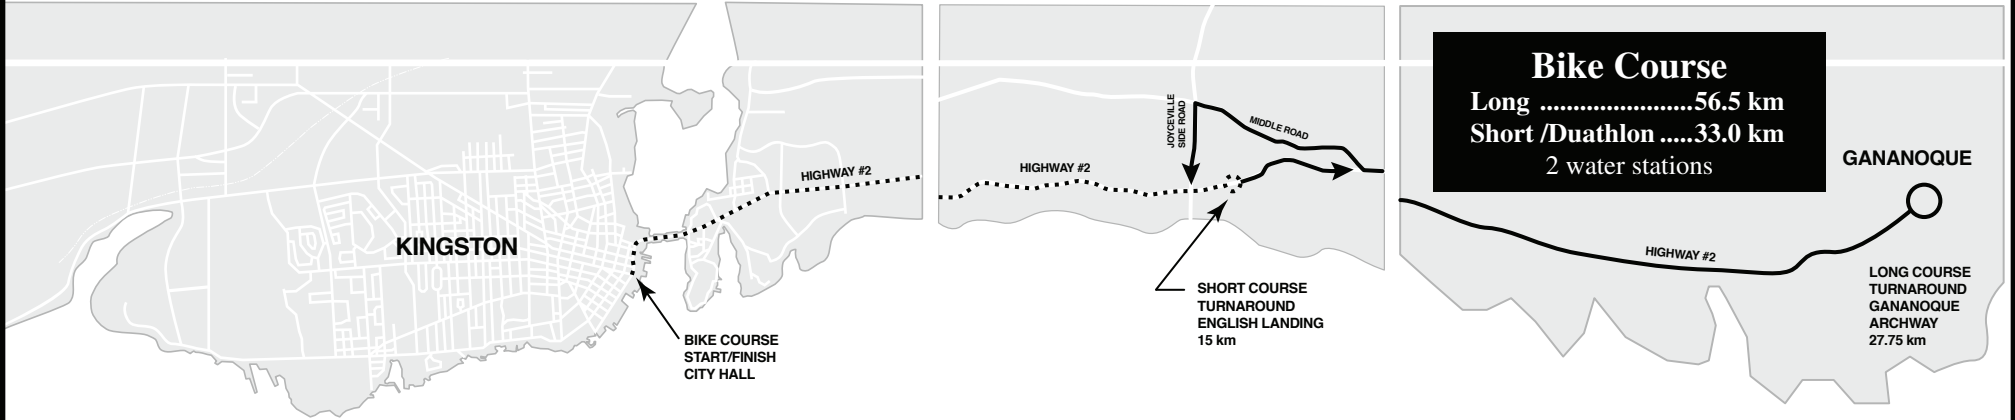 KINGSTON
HIGHWAY #2
BIKE COURSE
START/FINISH
CITY HALL
HIGHWAY #2
JOYCEVILLE
SIDE ROAD
MIDDLE ROAD
SHORT COURSE
TURNAROUND
ENGLISH LANDING
15 km
Bike Course
Long .......................56.5 km
Short /Duathlon .....33.0 km
2 water stations
GANANOQUE
HIGHWAY #2
LONG COURSE
TURNAROUND
GANANOQUE
ARCHWAY
27.75 km